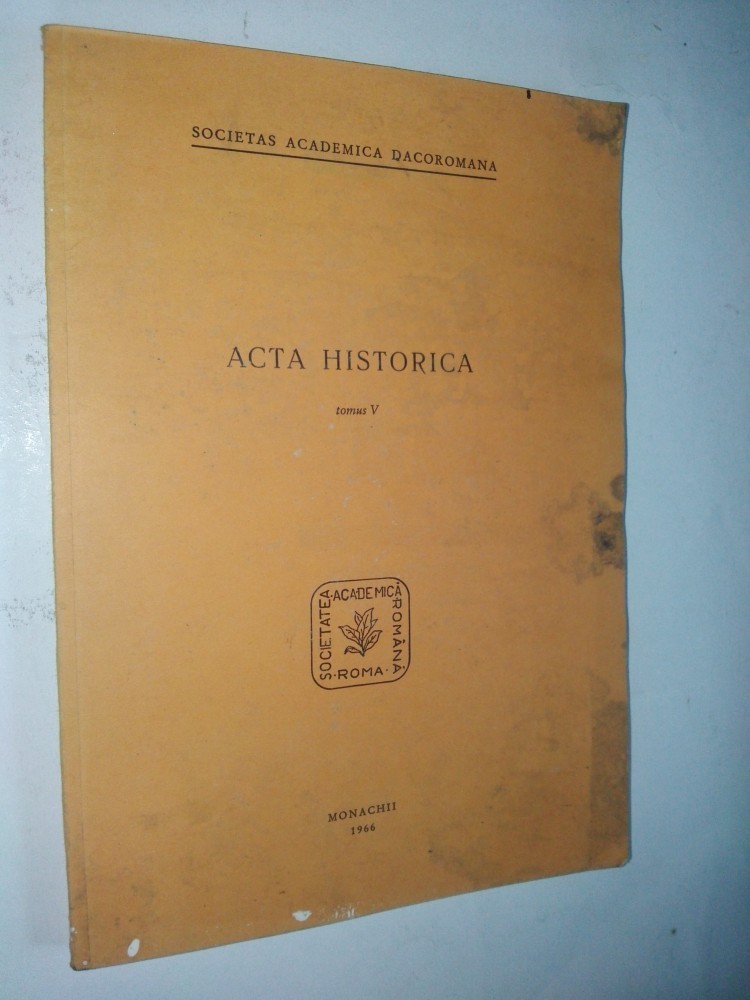 SOCIETAS ACADEMICA DACOROMANA
ACTA HISTORICA
tomus V
SOCIETATEA · ACADEMICĂ
ROMÂNĂ
· ROMA ·
MONACHII
1966